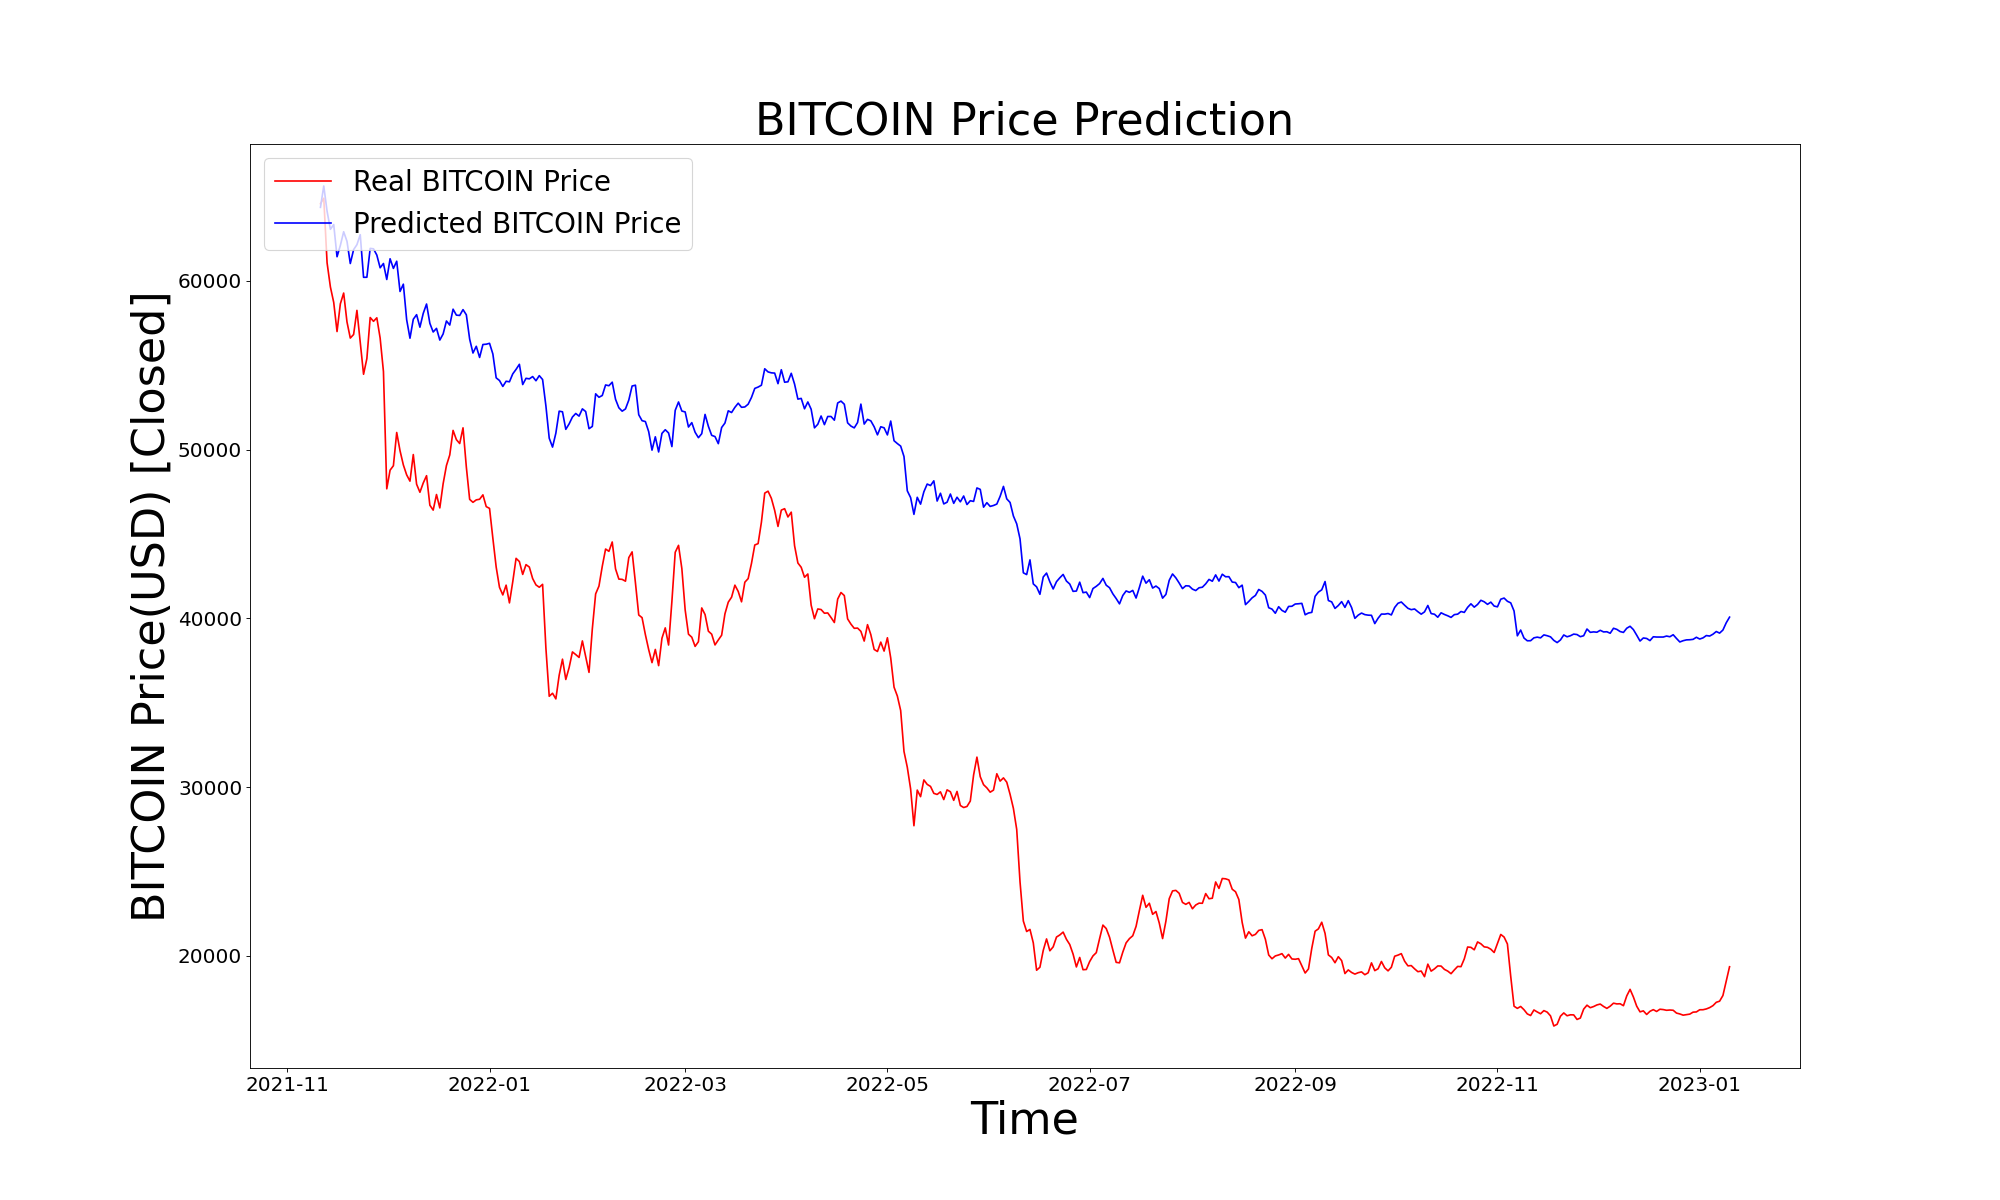 BITCOIN Price Prediction
Real BITCOIN Price
Predicted BITCOIN Price
BITCOIN Price(USD) [Closed]
60000
50000
40000
30000
20000
2021-11 2022-01 2022-03 2022-05 2022-07 2022-09 2022-11 2023-01
Time